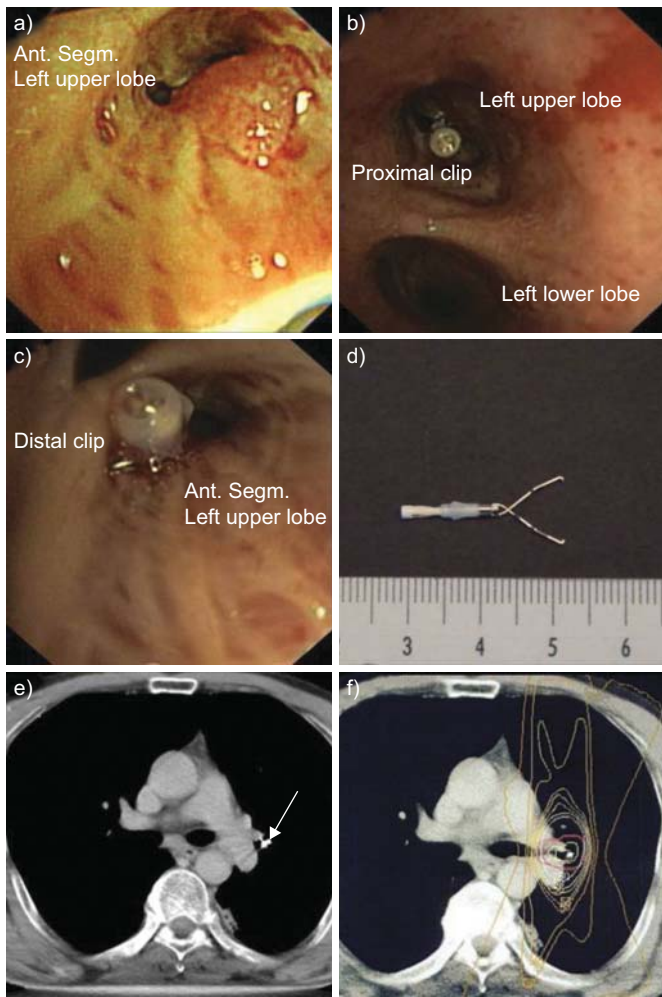 a)
Ant. Segm.
Left upper lobe
b)
Left upper lobe
Proximal clip
Left lower lobe
c)
Distal clip
Ant. Segm.
Left upper lobe
d)
3 4 5 6
e)
f)